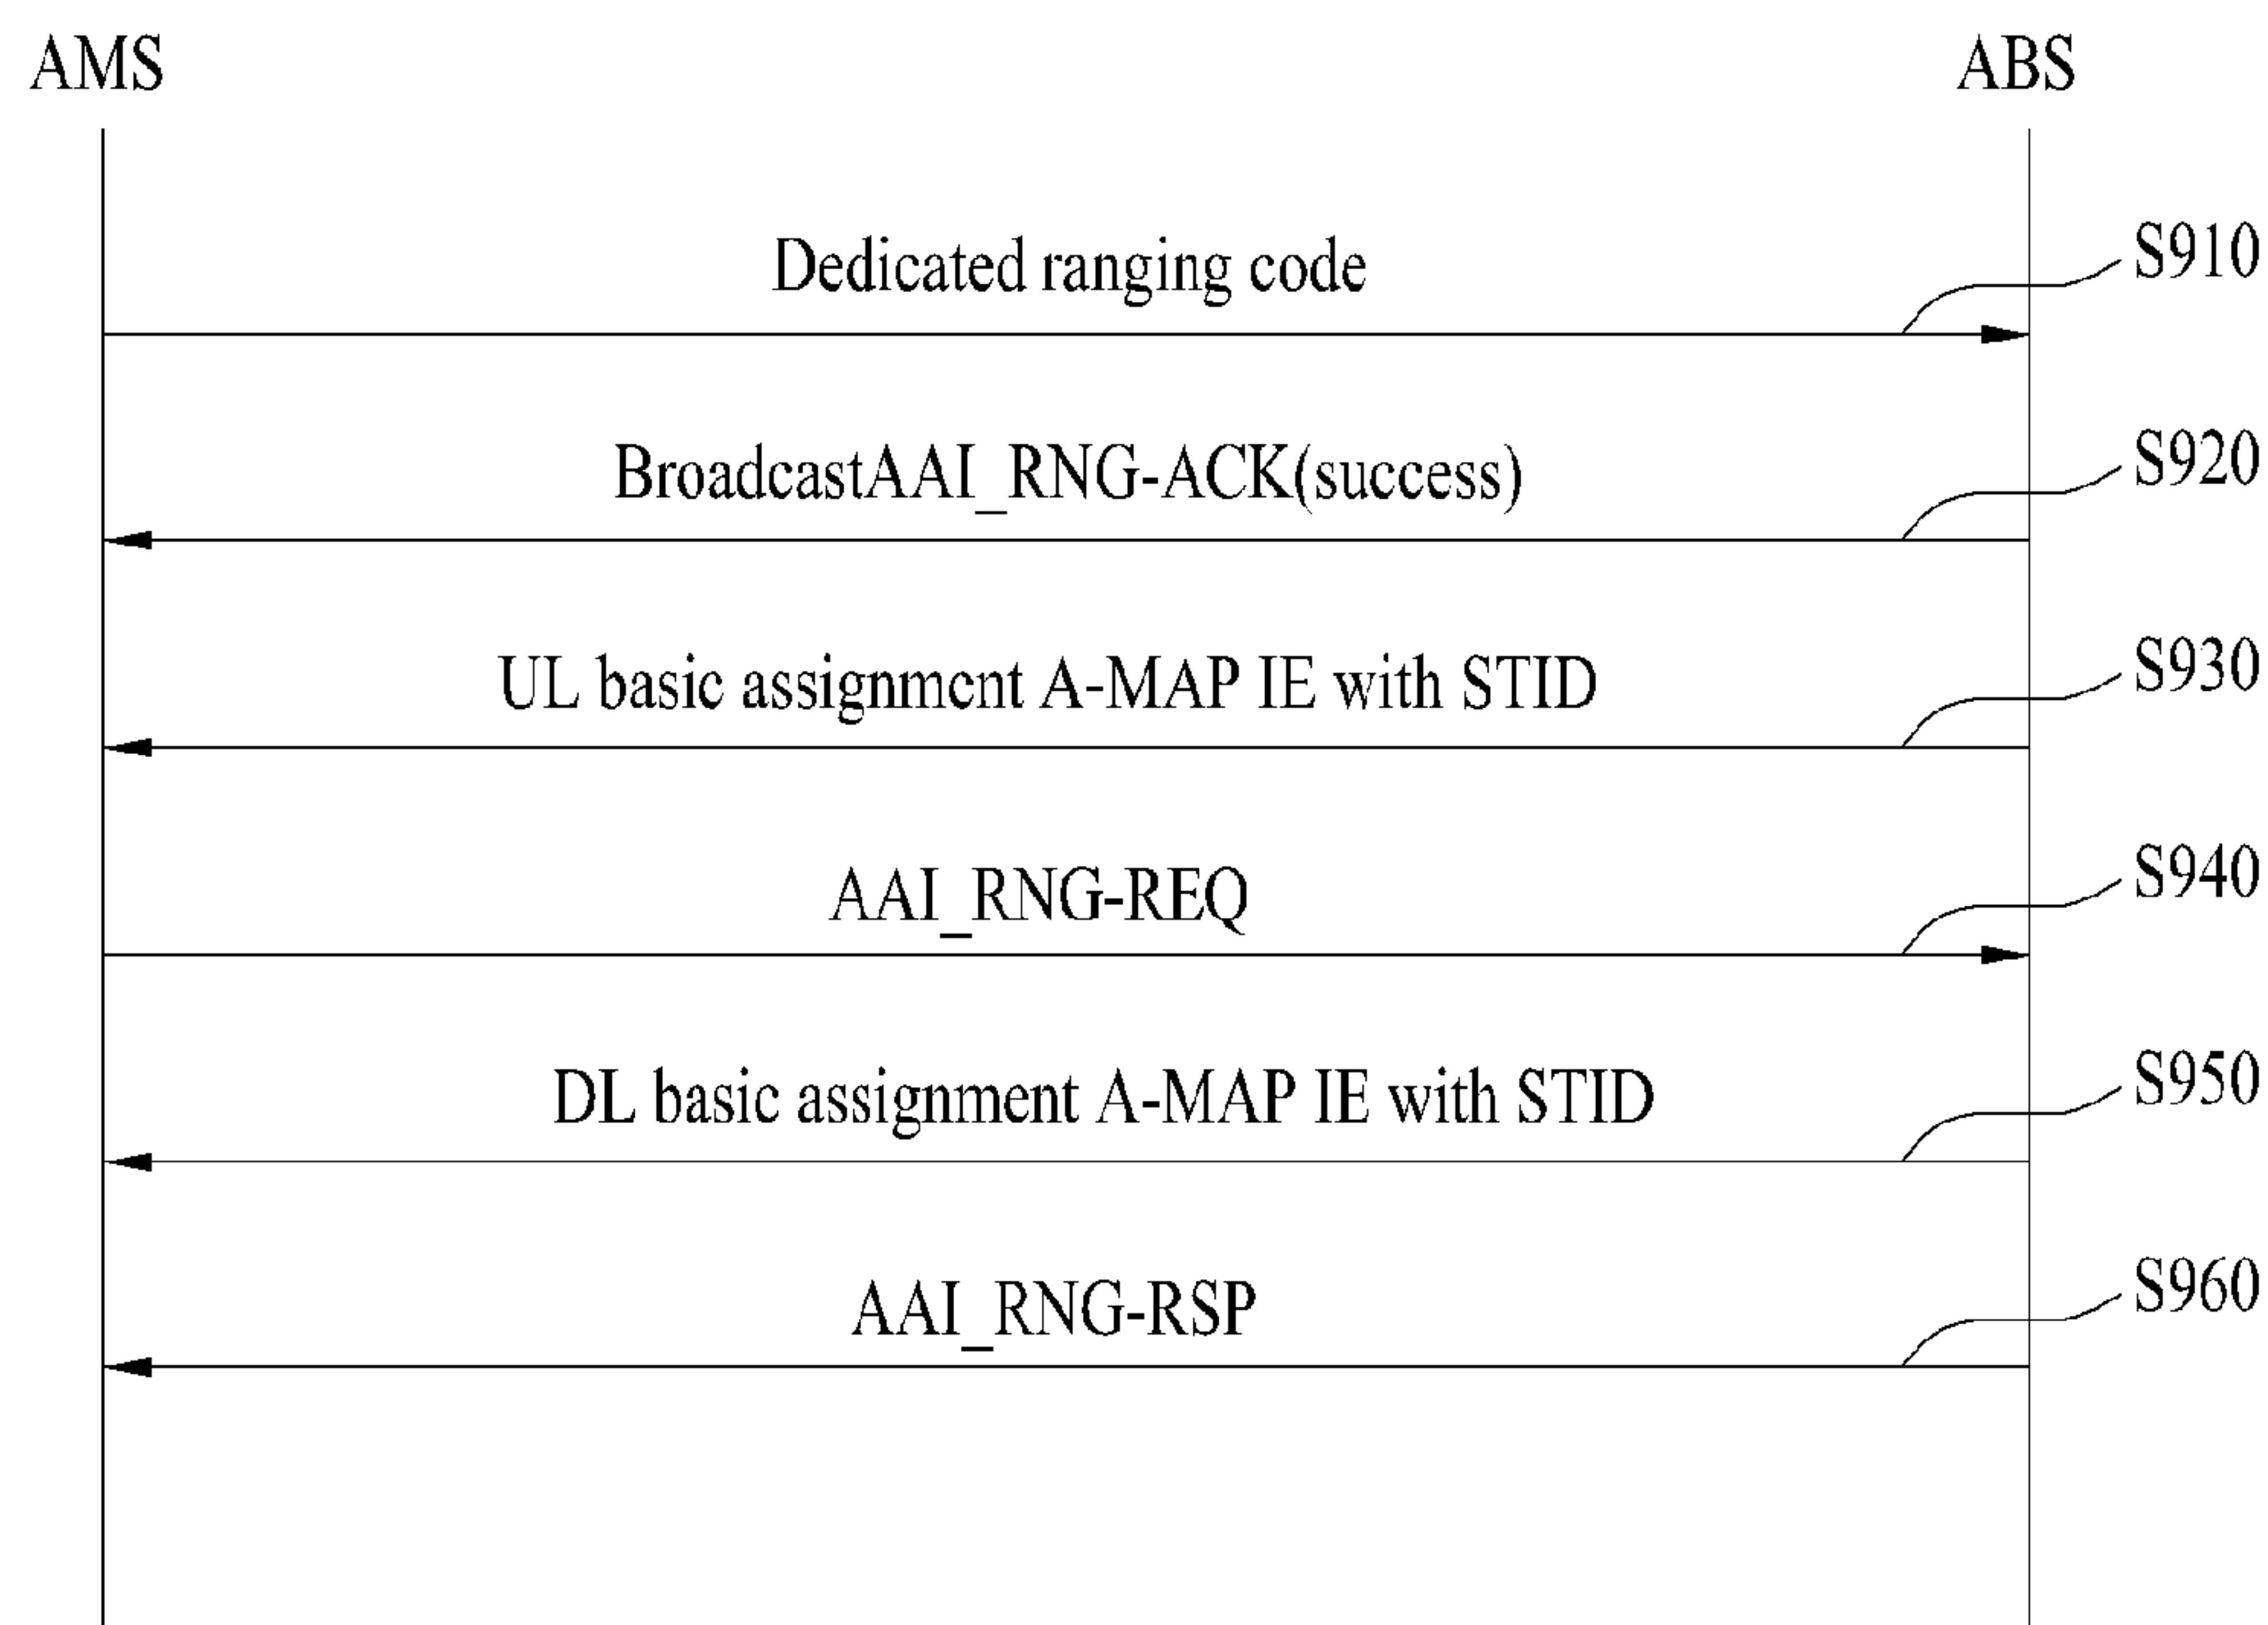 AMS ABS
Dedicated ranging code S910
BroadcastAAI_RNG-ACK(success) S920
UL basic assignment A-MAP IE with STID S930
AAI_RNG-REQ S940
DL basic assignment A-MAP IE with STID S950
AAI_RNG-RSP S960